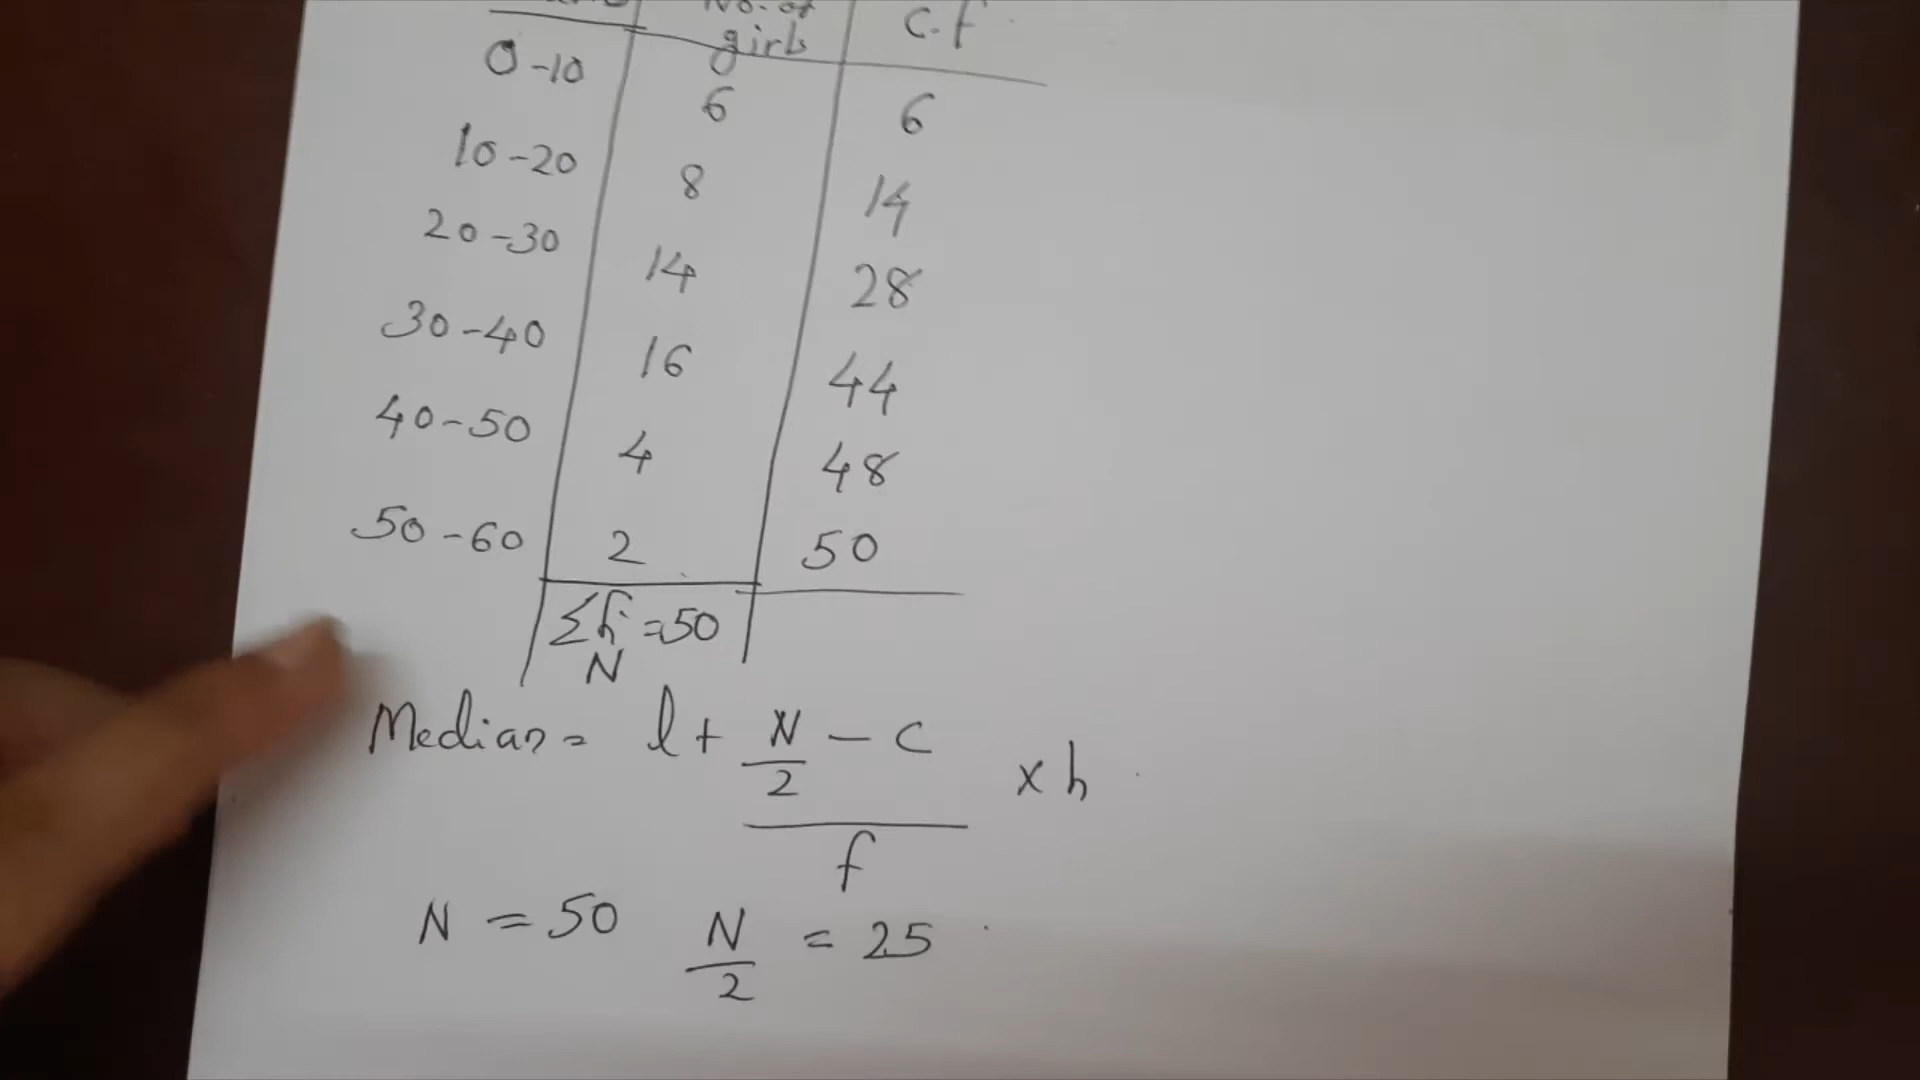 No. of C.f
girls
0-10 6 6
10-20 8 14
20-30 14 28
30-40 16 44
40-50 4 48
50-60 2 50
Σfi = 50
N
Median = l + N/2 - C / f × h
N = 50 N/2 = 25